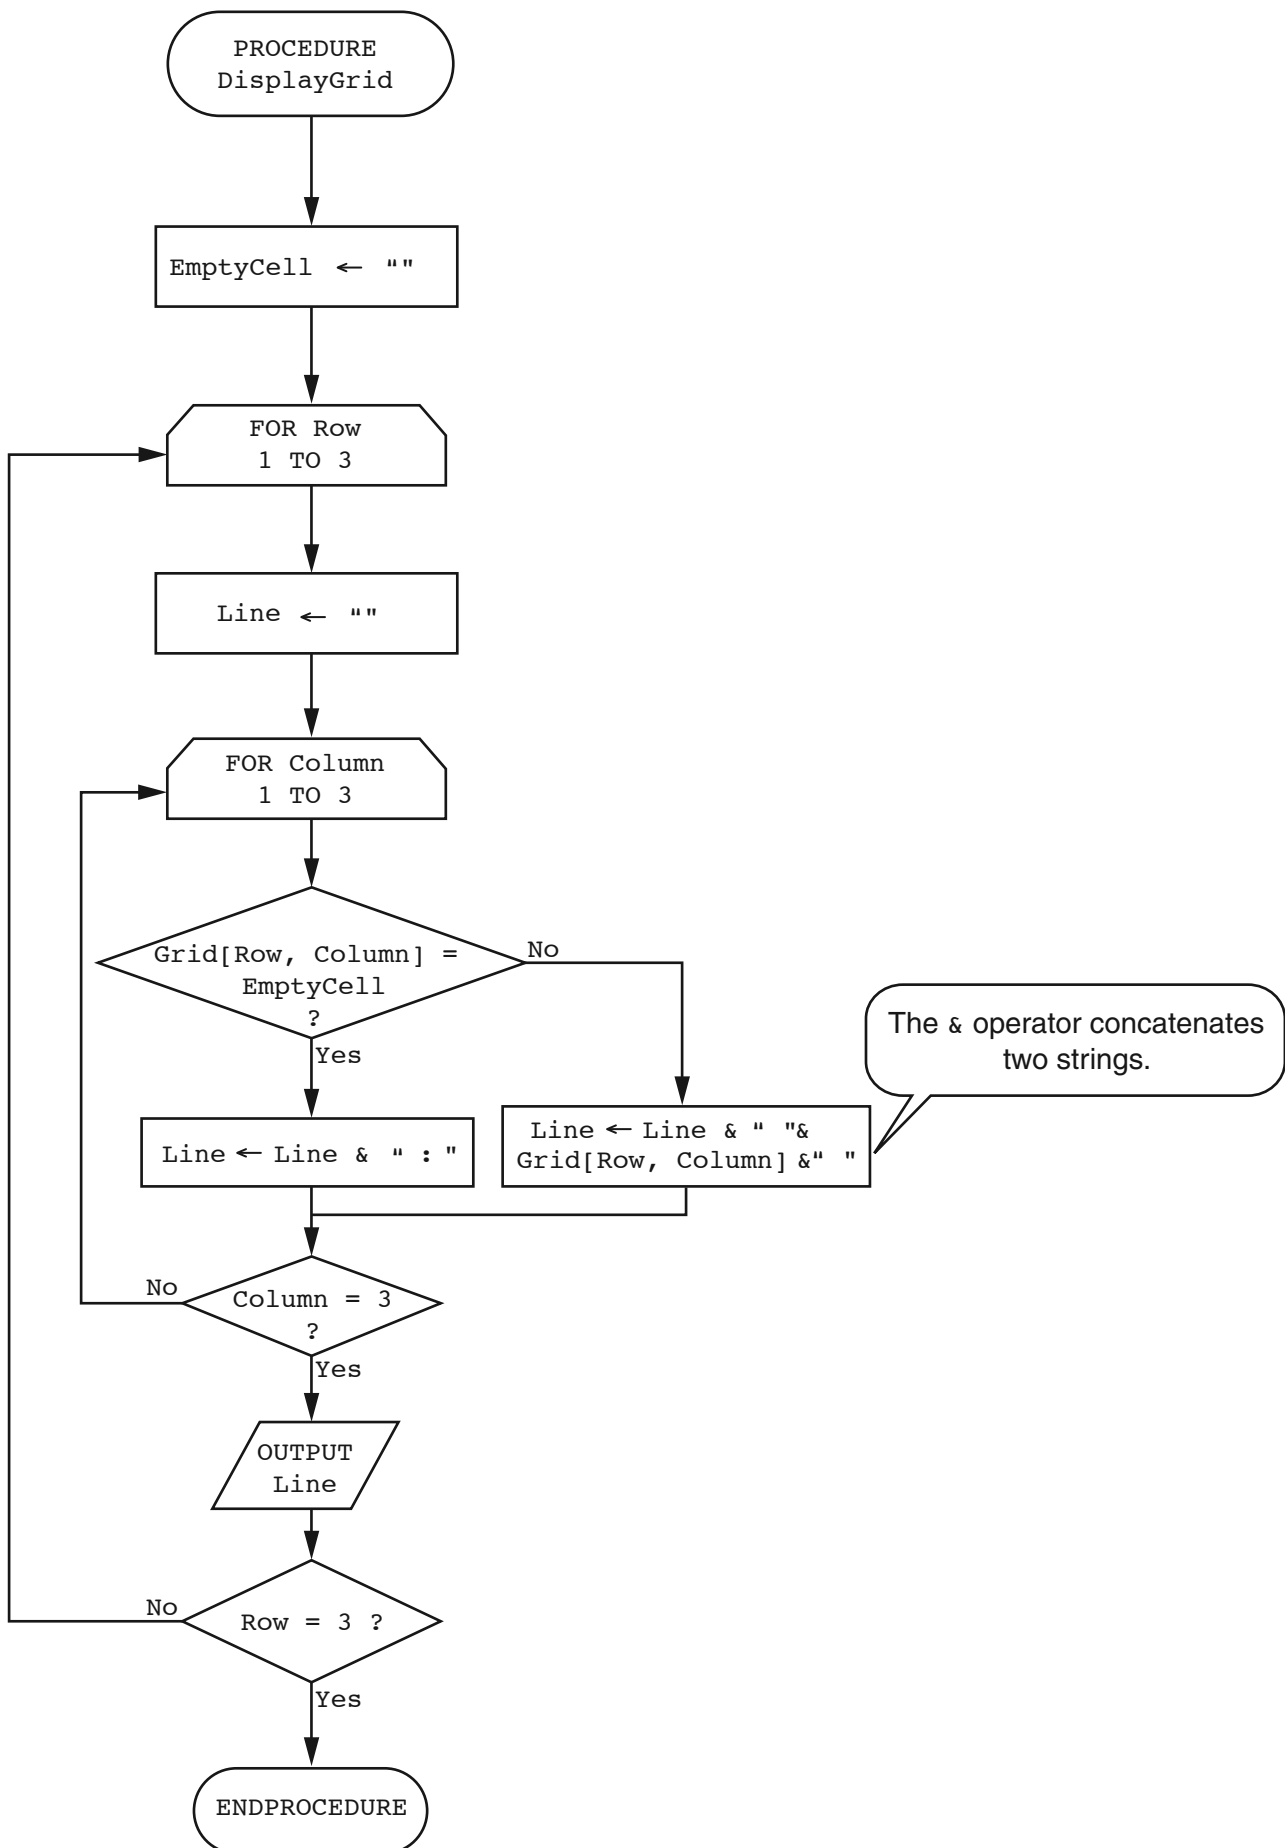 PROCEDURE
DisplayGrid
EmptyCell ← “"
FOR Row
1 TO 3
Line ← “"
FOR Column
1 TO 3
Grid[Row, Column] =
EmptyCell
?
No
Yes
The & operator concatenates
two strings.
Line ← Line & “ : "
Line ← Line & “ "&
Grid[Row, Column] &“ "
No
Column = 3
?
Yes
OUTPUT
Line
No
Row = 3 ?
Yes
ENDPROCEDURE